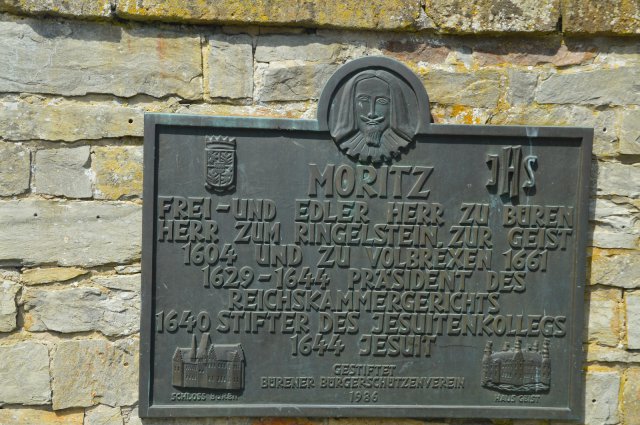 JHS
MORITZ
FREI-UND EDLER HERR ZU BÜREN
HERR ZUM RINGELSTEIN, ZUR GEIST
1604 UND ZU VOLBREXEN 1661
1629-1644 PRÄSIDENT DES
REICHSKAMMERGERICHTS
1640 STIFTER DES JESUITENKOLLEGS
1644 JESUIT
GESTIFTET
BÜRENER BÜRGERSCHÜTZENVEREIN
1986
SCHLOSS BÜREN
HAUS GEIST